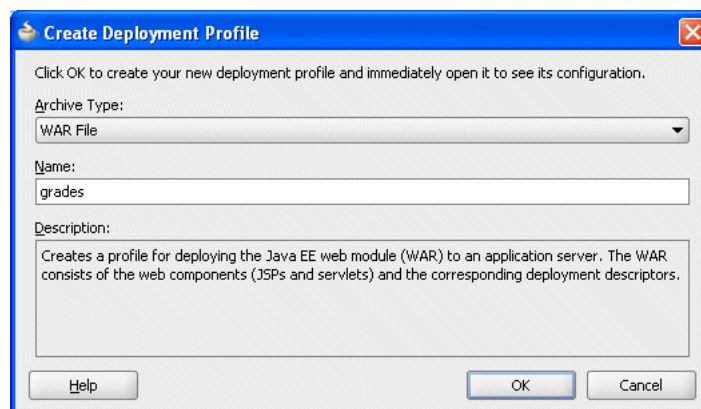 Create Deployment Profile
Click OK to create your new deployment profile and immediately open it to see its configuration.
Archive Type:
WAR File
Name:
grades
Description:
Creates a profile for deploying the Java EE web module (WAR) to an application server. The WAR
consists of the web components (JSPs and servlets) and the corresponding deployment descriptors.
Help
OK
Cancel